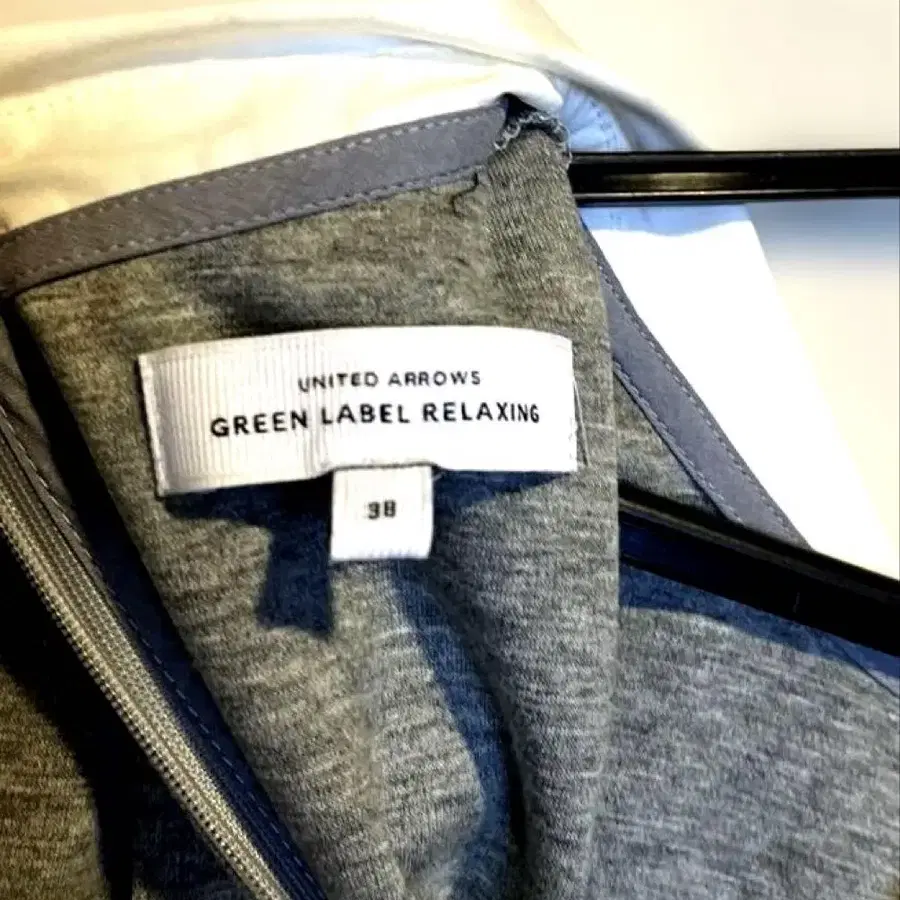 UNITED ARROWS
GREEN LABEL RELAXING
38